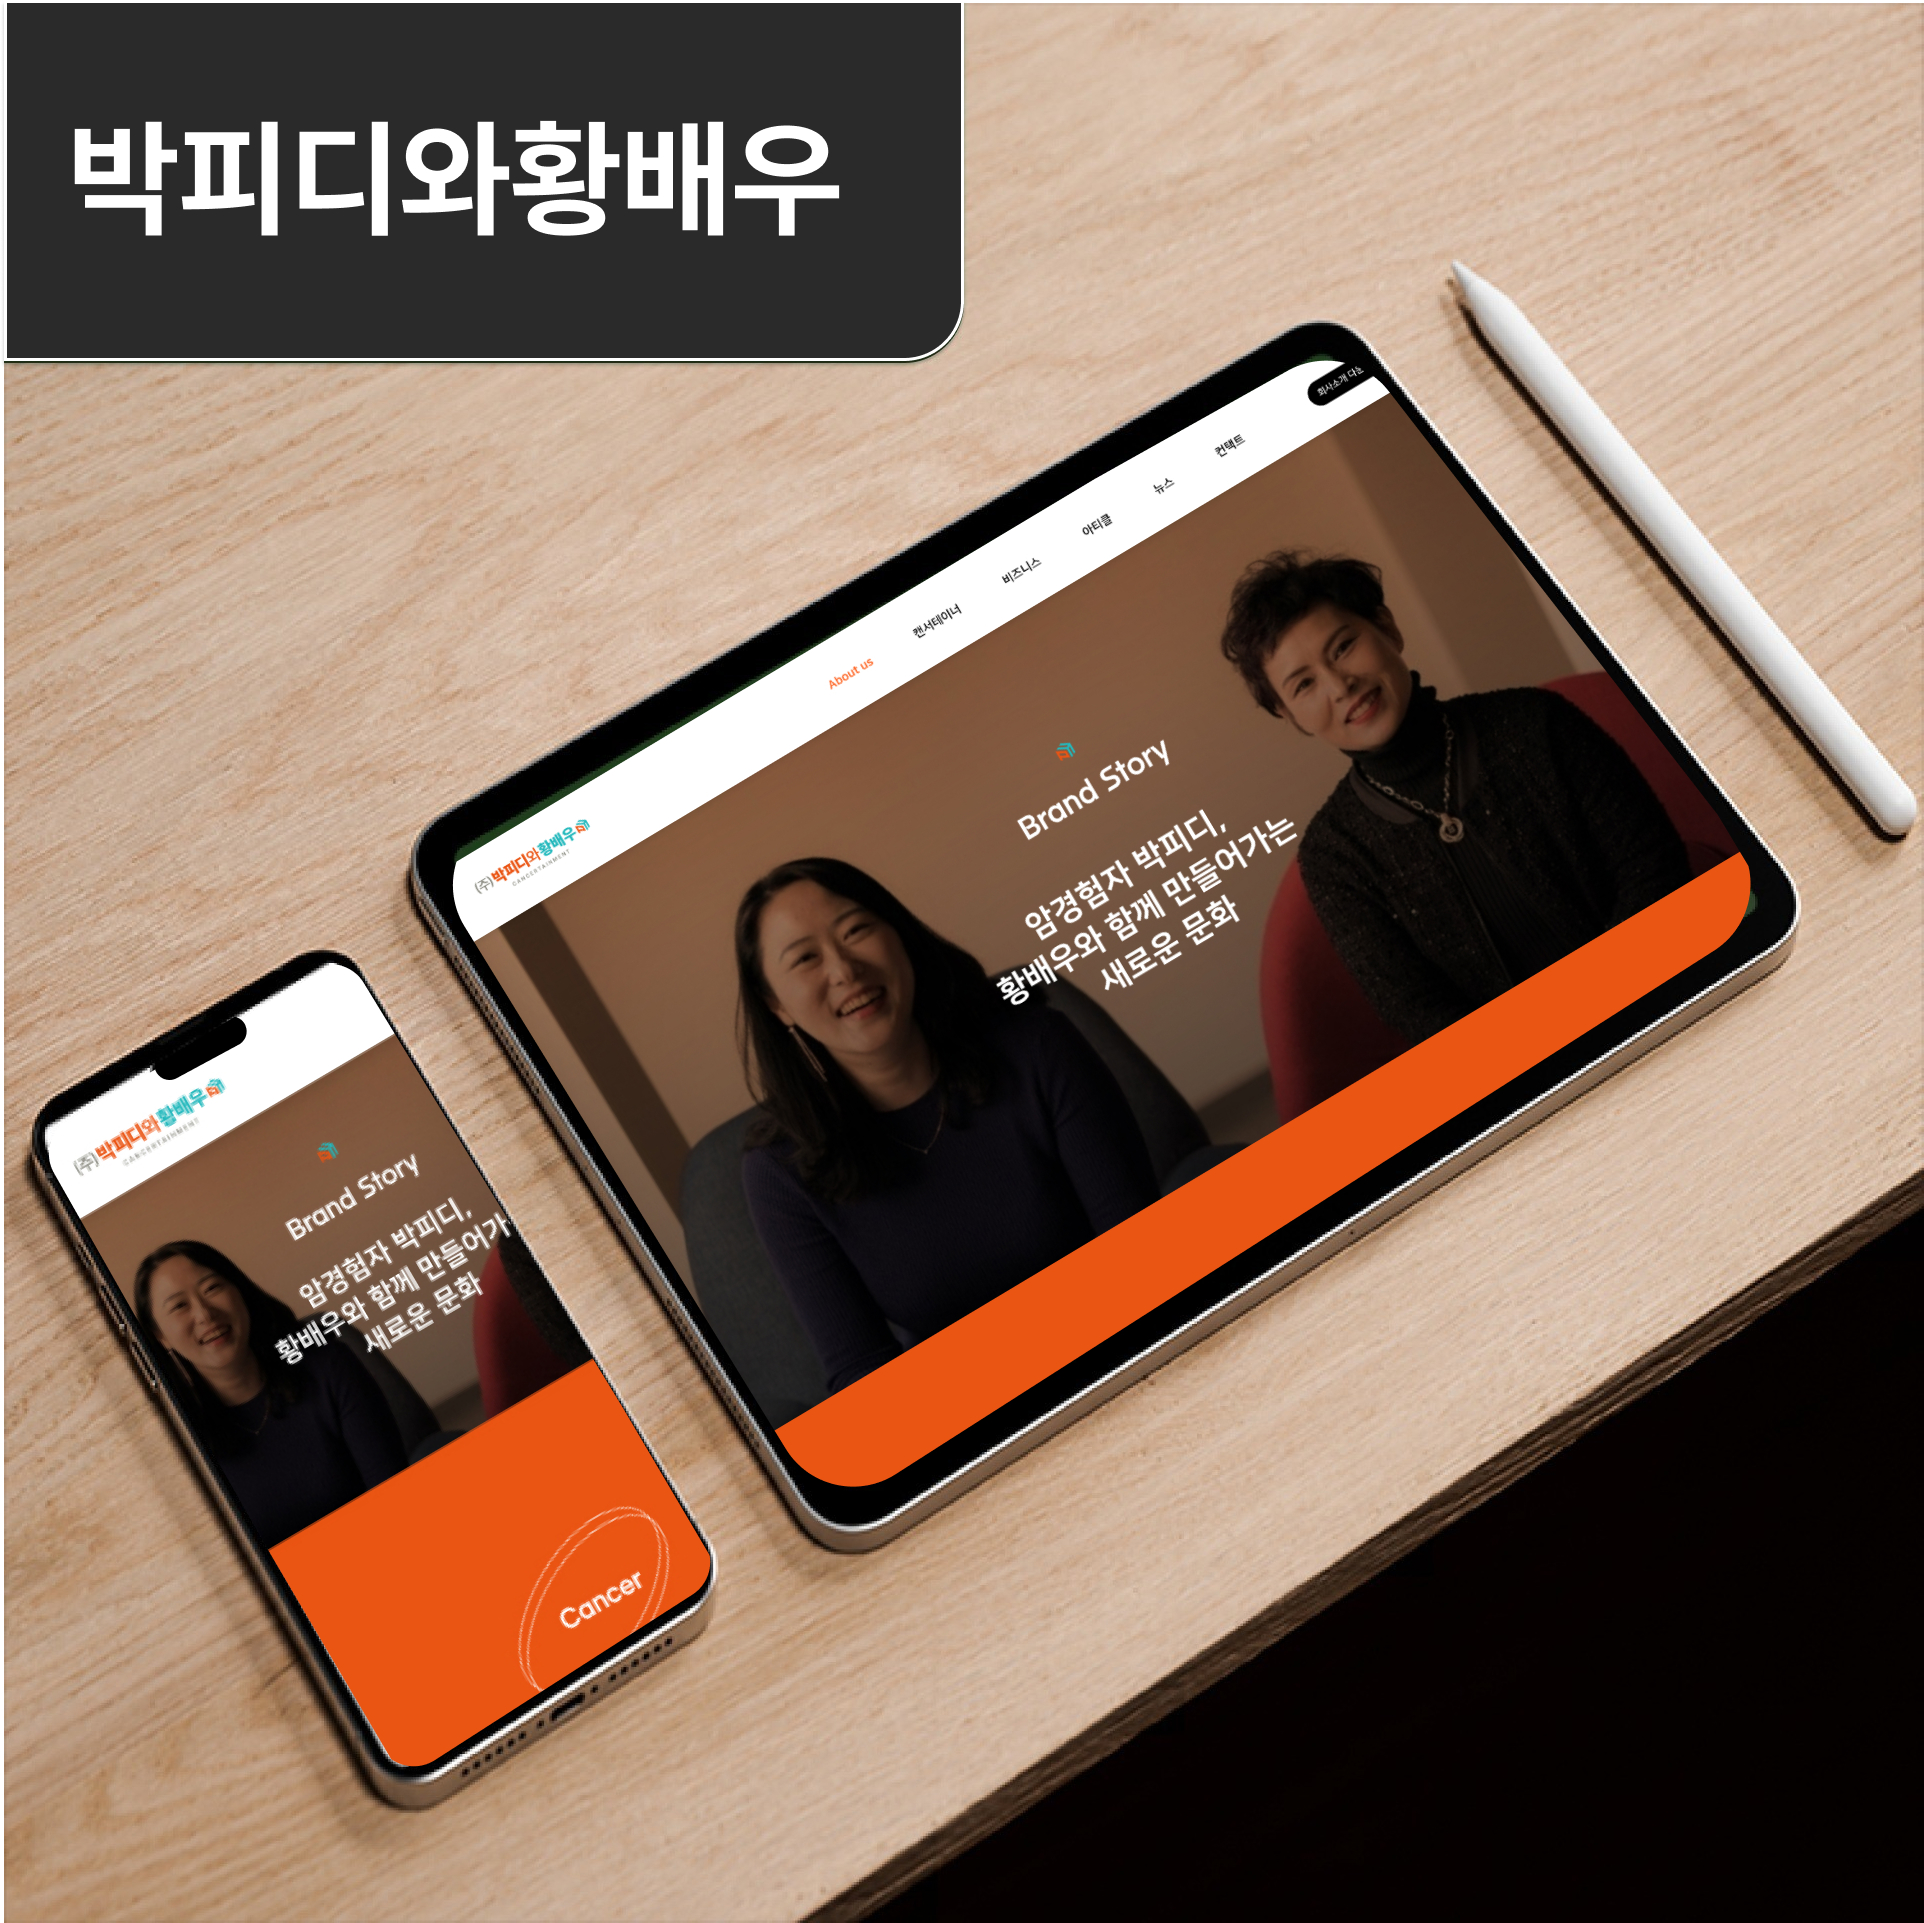 박피디와황배우
회사소개 다운
컨택트
뉴스
아티클
비즈니스
캔서테이너
About us
(주)박피디와황배우
CANCERTAINMENT
Brand Story
암경험자 박피디,
황배우와 함께 만들어가는
새로운 문화
(주)박피디와황배우
CANCERTAINMENT
Brand Story
암경험자 박피디,
황배우와 함께 만들어가
새로운 문화
Cancer